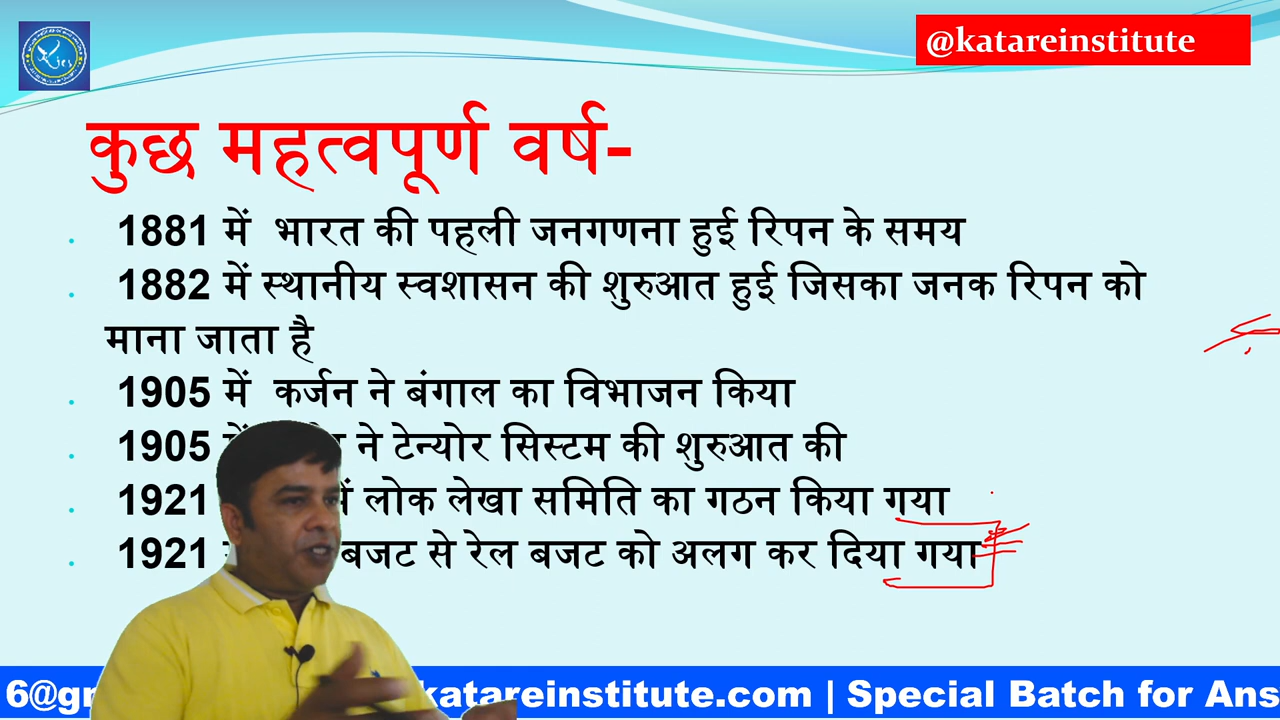 @katareinstitute
कुछ महत्वपूर्ण वर्ष-
1881 में भारत की पहली जनगणना हुई रिपन के समय
1882 में स्थानीय स्वशासन की शुरुआत हुई जिसका जनक रिपन को
माना जाता है
1905 में कर्जन ने बंगाल का विभाजन किया
1905 में ने टेन्योर सिस्टम की शुरुआत की
1921 में लोक लेखा समिति का गठन किया गया
1921 बजट से रेल बजट को अलग कर दिया गया
katareinstitute.com | Special Batch for Ans